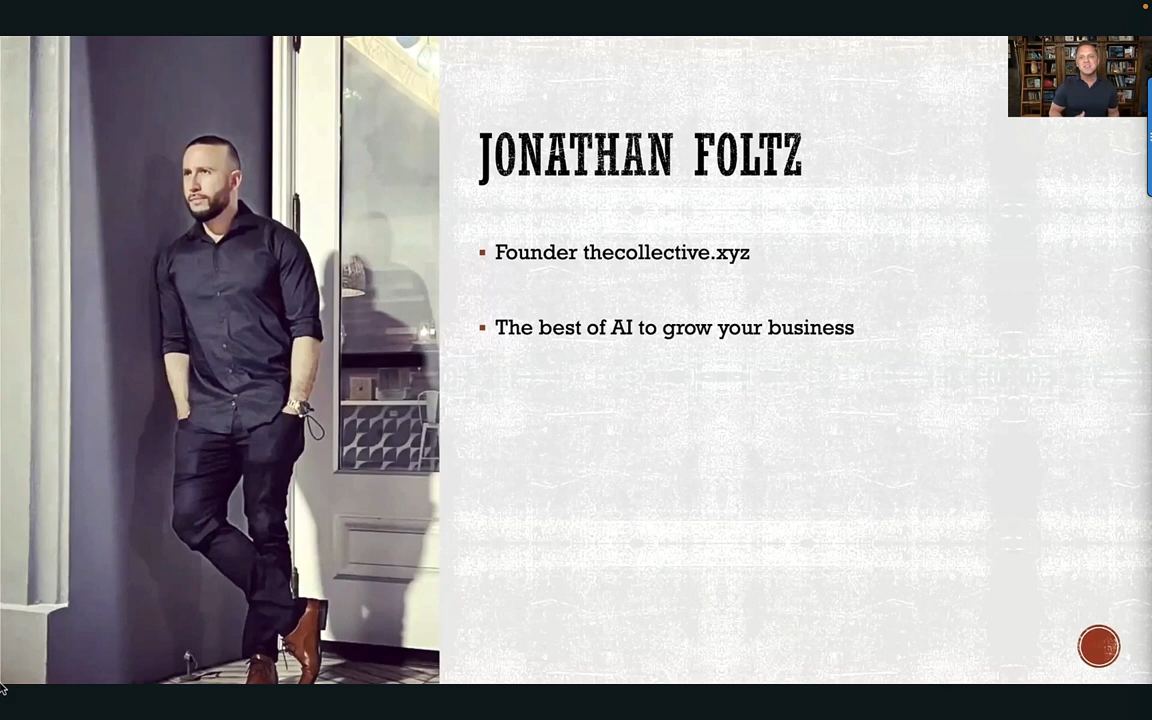 JONATHAN FOLTZ
Founder thecollective.xyz
The best of AI to grow your business